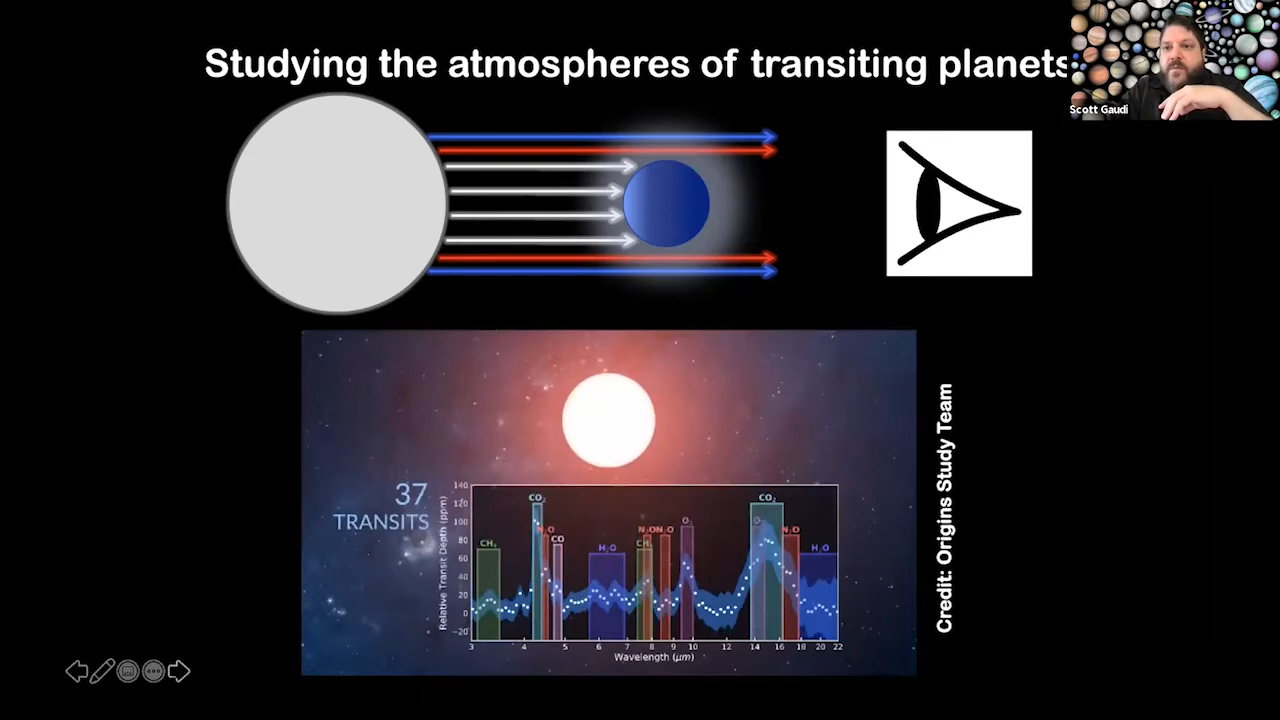 Studying the atmospheres of transiting planets
Scott Gaudi
37
TRANSITS
Credit: Origins Study Team
Relative Transit Depth (ppm)
140
120
100
80
60
40
20
0
−20
CH₄
CO₂
N₂O
CO
H₂O
N₂O N₂O
CH₄
O₃
CO₂
O₃
N₂O
H₂O
3 4 5 6 7 8 9 10 12 14 16 18 20 22
Wavelength (μm)